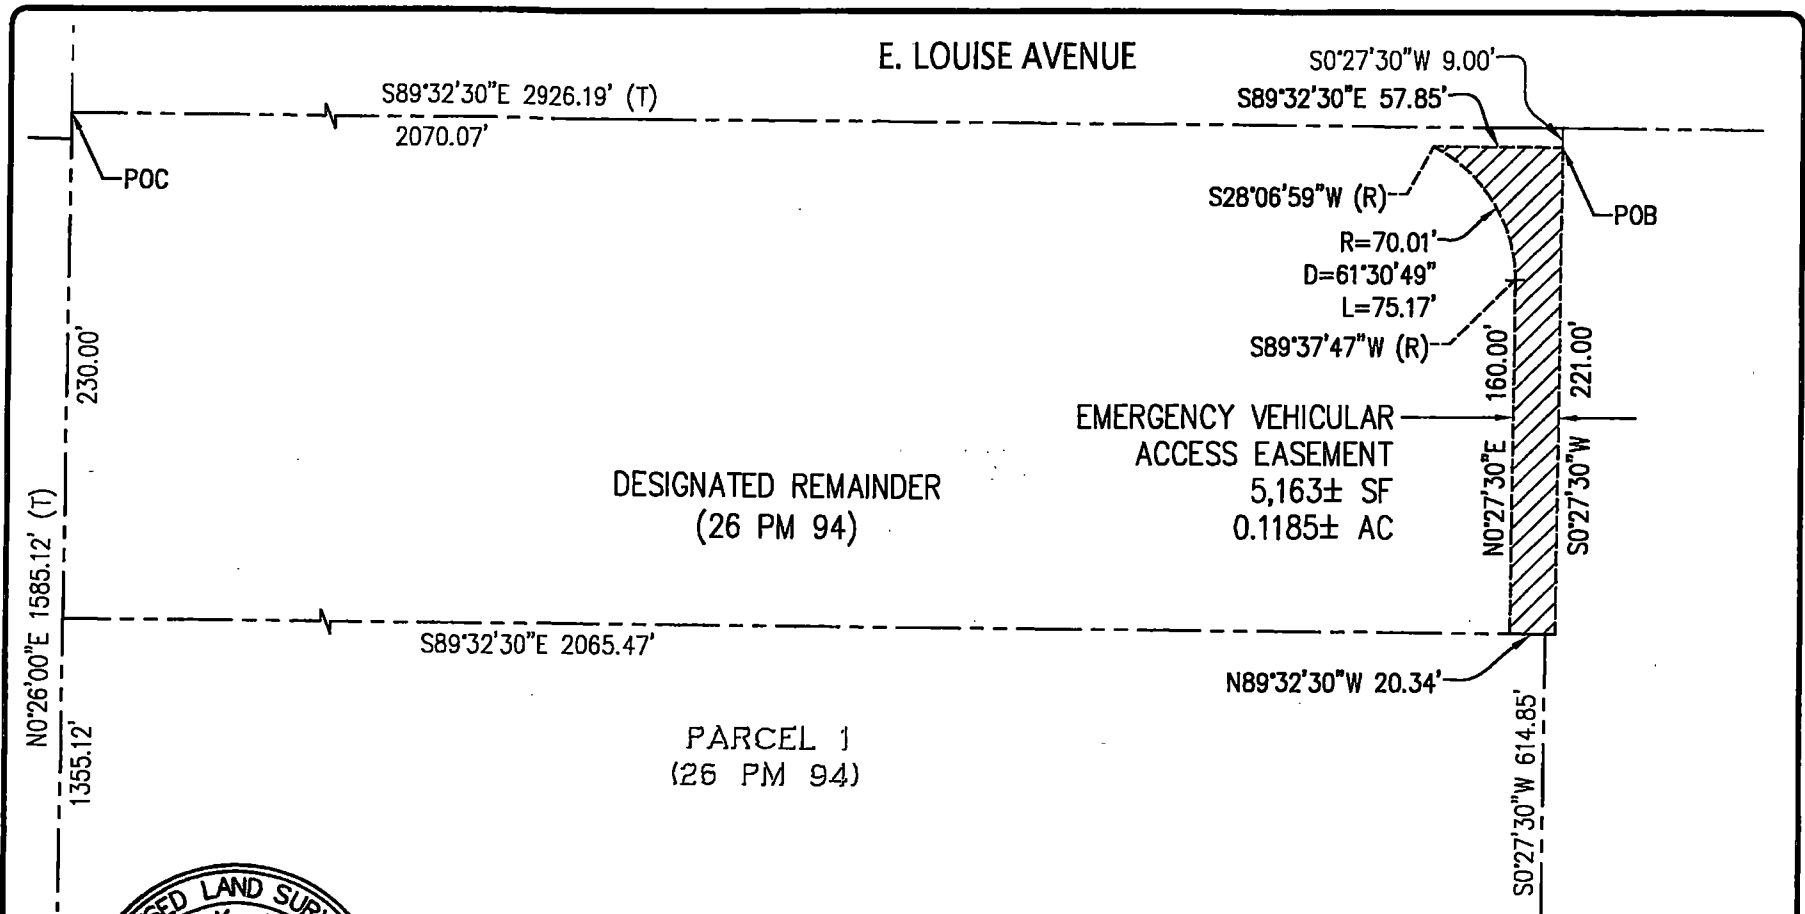 E. LOUISE AVENUE
S0°27'30"W 9.00'
S89°32'30"E 2926.19' (T)
S89°32'30"E 57.85'
2070.07'
POC
S28°06'59"W (R)
POB
R=70.01'
D=61°30'49"
L=75.17'
S89°37'47"W (R)
230.00'
160.00'
221.00'
EMERGENCY VEHICULAR
ACCESS EASEMENT
5,163± SF
0.1185± AC
N0°27'30"E
S0°27'30"W
DESIGNATED REMAINDER
(26 PM 94)
N0°26'00"E 1585.12' (T)
S89°32'30"E 2065.47'
N89°32'30"W 20.34'
PARCEL 1
(26 PM 94)
1355.12'
S0°27'30"W 614.85'
LAND